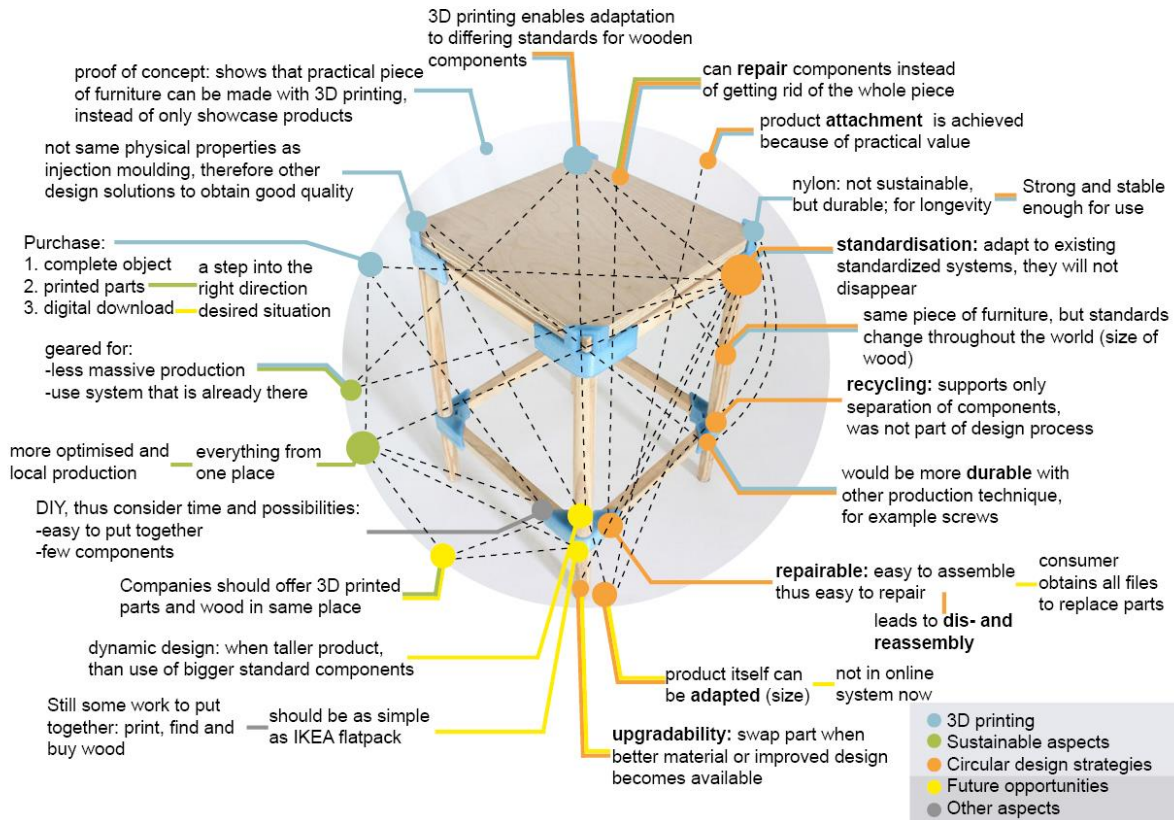 3D printing enables adaptation
to differing standards for wooden
components
proof of concept: shows that practical piece
of furniture can be made with 3D printing,
instead of only showcase products
can repair components instead
of getting rid of the whole piece
product attachment is achieved
because of practical value
not same physical properties as
injection moulding, therefore other
design solutions to obtain good quality
nylon: not sustainable,
but durable; for longevity
Strong and stable
enough for use
Purchase:
1. complete object
2. printed parts
3. digital download
a step into the
right direction
desired situation
standardisation: adapt to existing
standardized systems, they will not
disappear
same piece of furniture, but standards
change throughout the world (size of
wood)
geared for:
-less massive production
-use system that is already there
recycling: supports only
separation of components,
was not part of design process
more optimised and
local production
everything from
one place
would be more durable with
other production technique,
for example screws
DIY, thus consider time and possibilities:
-easy to put together
-few components
Companies should offer 3D printed
parts and wood in same place
repairable: easy to assemble
thus easy to repair
consumer
obtains all files
to replace parts
leads to dis- and
reassembly
dynamic design: when taller product,
than use of bigger standard components
product itself can
be adapted (size)
not in online
system now
Still some work to put
together: print, find and
buy wood
should be as simple
as IKEA flatpack
upgradability: swap part when
better material or improved design
becomes available
3D printing
Sustainable aspects
Circular design strategies
Future opportunities
Other aspects